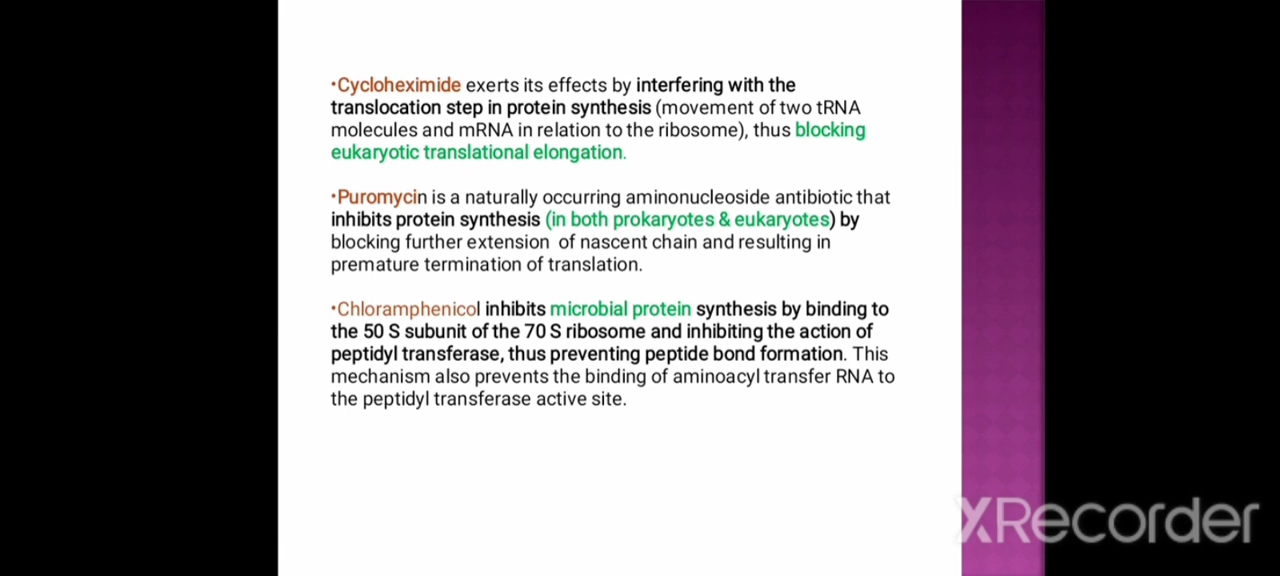 •Cycloheximide exerts its effects by interfering with the
translocation step in protein synthesis (movement of two tRNA
molecules and mRNA in relation to the ribosome), thus blocking
eukaryotic translational elongation.
•Puromycin is a naturally occurring aminonucleoside antibiotic that
inhibits protein synthesis (in both prokaryotes & eukaryotes) by
blocking further extension of nascent chain and resulting in
premature termination of translation.
•Chloramphenicol inhibits microbial protein synthesis by binding to
the 50 S subunit of the 70 S ribosome and inhibiting the action of
peptidyl transferase, thus preventing peptide bond formation. This
mechanism also prevents the binding of aminoacyl transfer RNA to
the peptidyl transferase active site.
XRecorder